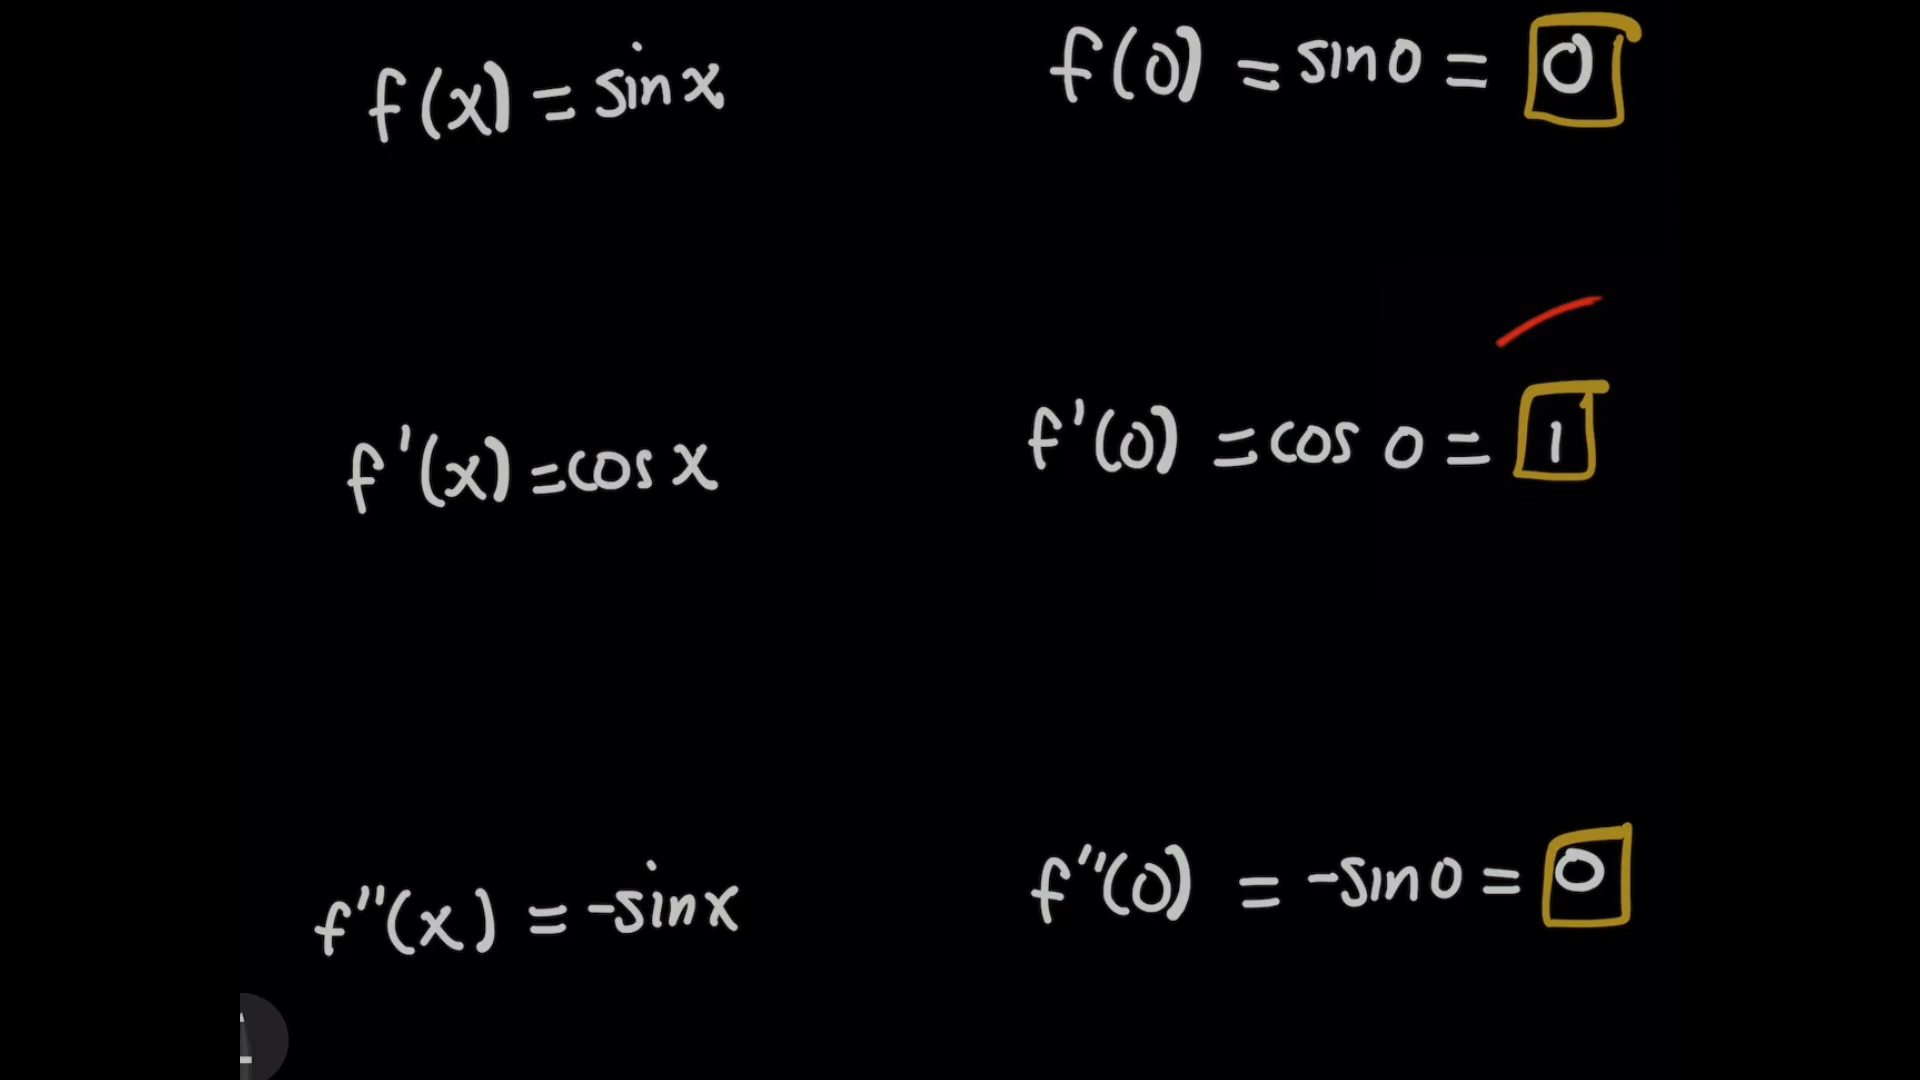 f(x) = sin x
f(0) = sin 0 = 0
f'(x) = cos x
f'(0) = cos 0 = 1
f''(x) = -sin x
f''(0) = -sin 0 = 0